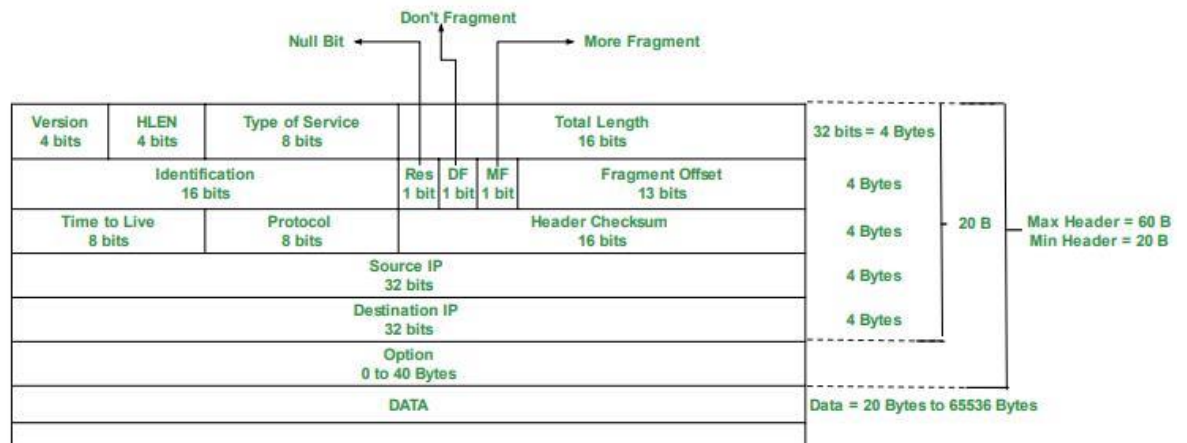 Don't Fragment
Null Bit
More Fragment
Version
4 bits
HLEN
4 bits
Type of Service
8 bits
Total Length
16 bits
32 bits = 4 Bytes
Identification
16 bits
Res
1 bit
DF
1 bit
MF
1 bit
Fragment Offset
13 bits
4 Bytes
Time to Live
8 bits
Protocol
8 bits
Header Checksum
16 bits
4 Bytes
20 B
Max Header = 60 B
Min Header = 20 B
Source IP
32 bits
4 Bytes
Destination IP
32 bits
4 Bytes
Option
0 to 40 Bytes
DATA
Data = 20 Bytes to 65536 Bytes